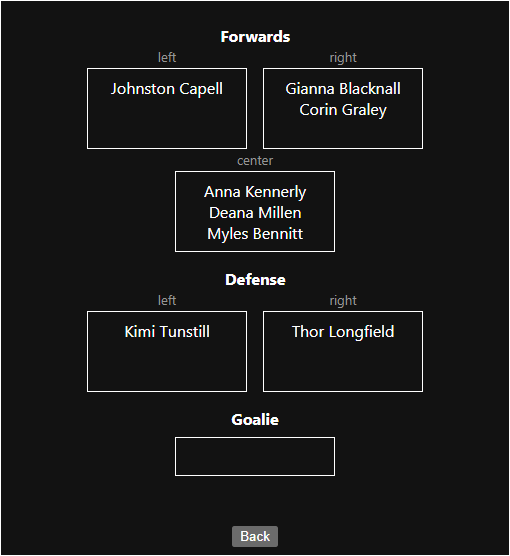 Forwards
left
right
Johnston Capell
Gianna Blacknall
Corin Graley
center
Anna Kennerly
Deana Millen
Myles Bennitt
Defense
left
right
Kimi Tunstill
Thor Longfield
Goalie
Back